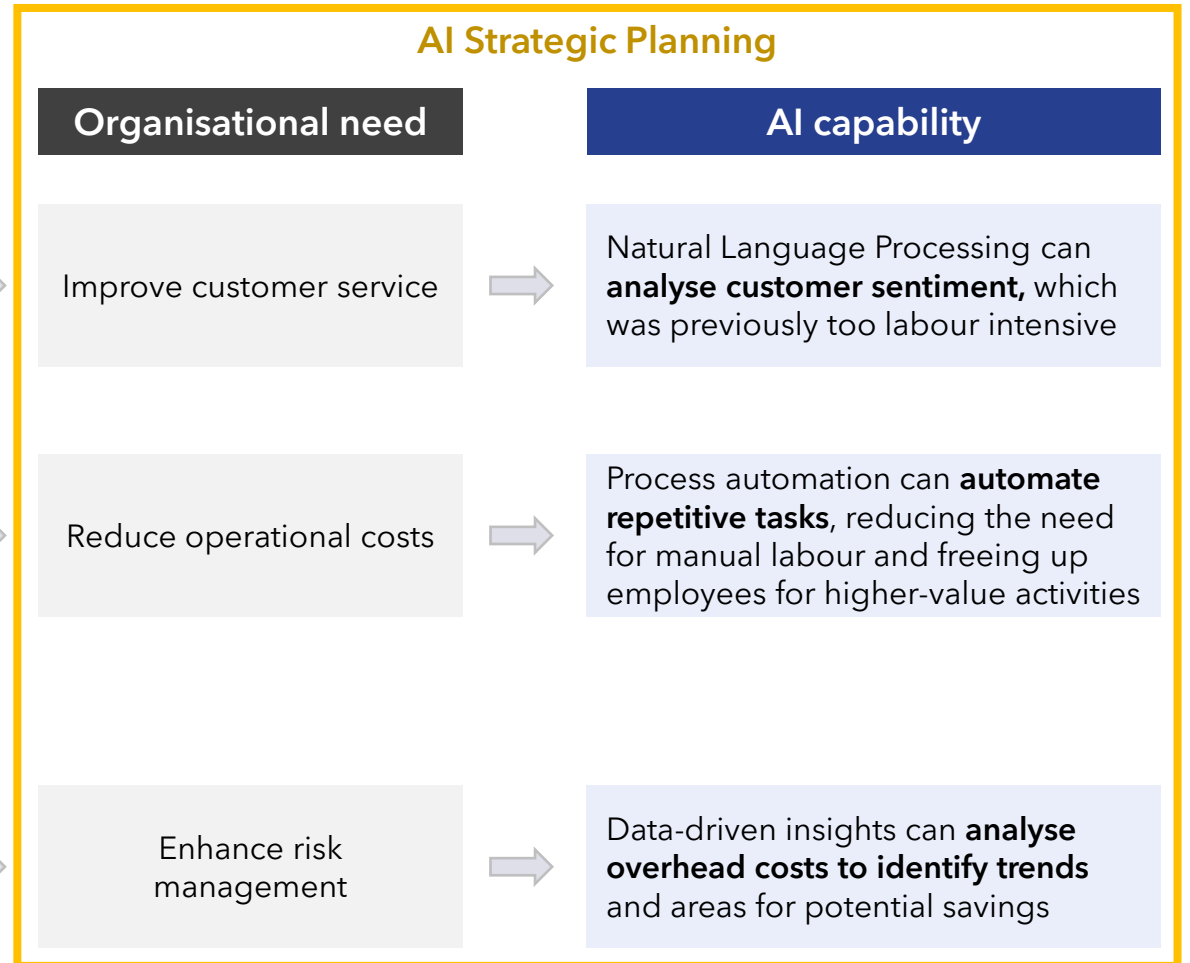 AI Strategic Planning
Organisational need
AI capability
Improve customer service
Natural Language Processing can
analyse customer sentiment, which
was previously too labour intensive
Reduce operational costs
Process automation can automate
repetitive tasks, reducing the need
for manual labour and freeing up
employees for higher-value activities
Enhance risk
management
Data-driven insights can analyse
overhead costs to identify trends
and areas for potential savings